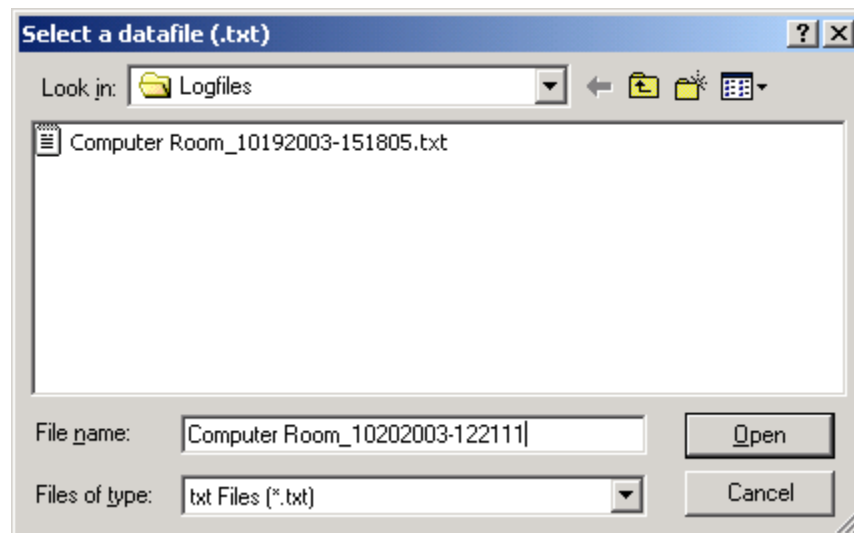 Select a datafile (.txt)
Look in: Logfiles
Computer Room_10192003-151805.txt
File name: Computer Room_10202003-122111 Open
Files of type: txt Files (*.txt) Cancel